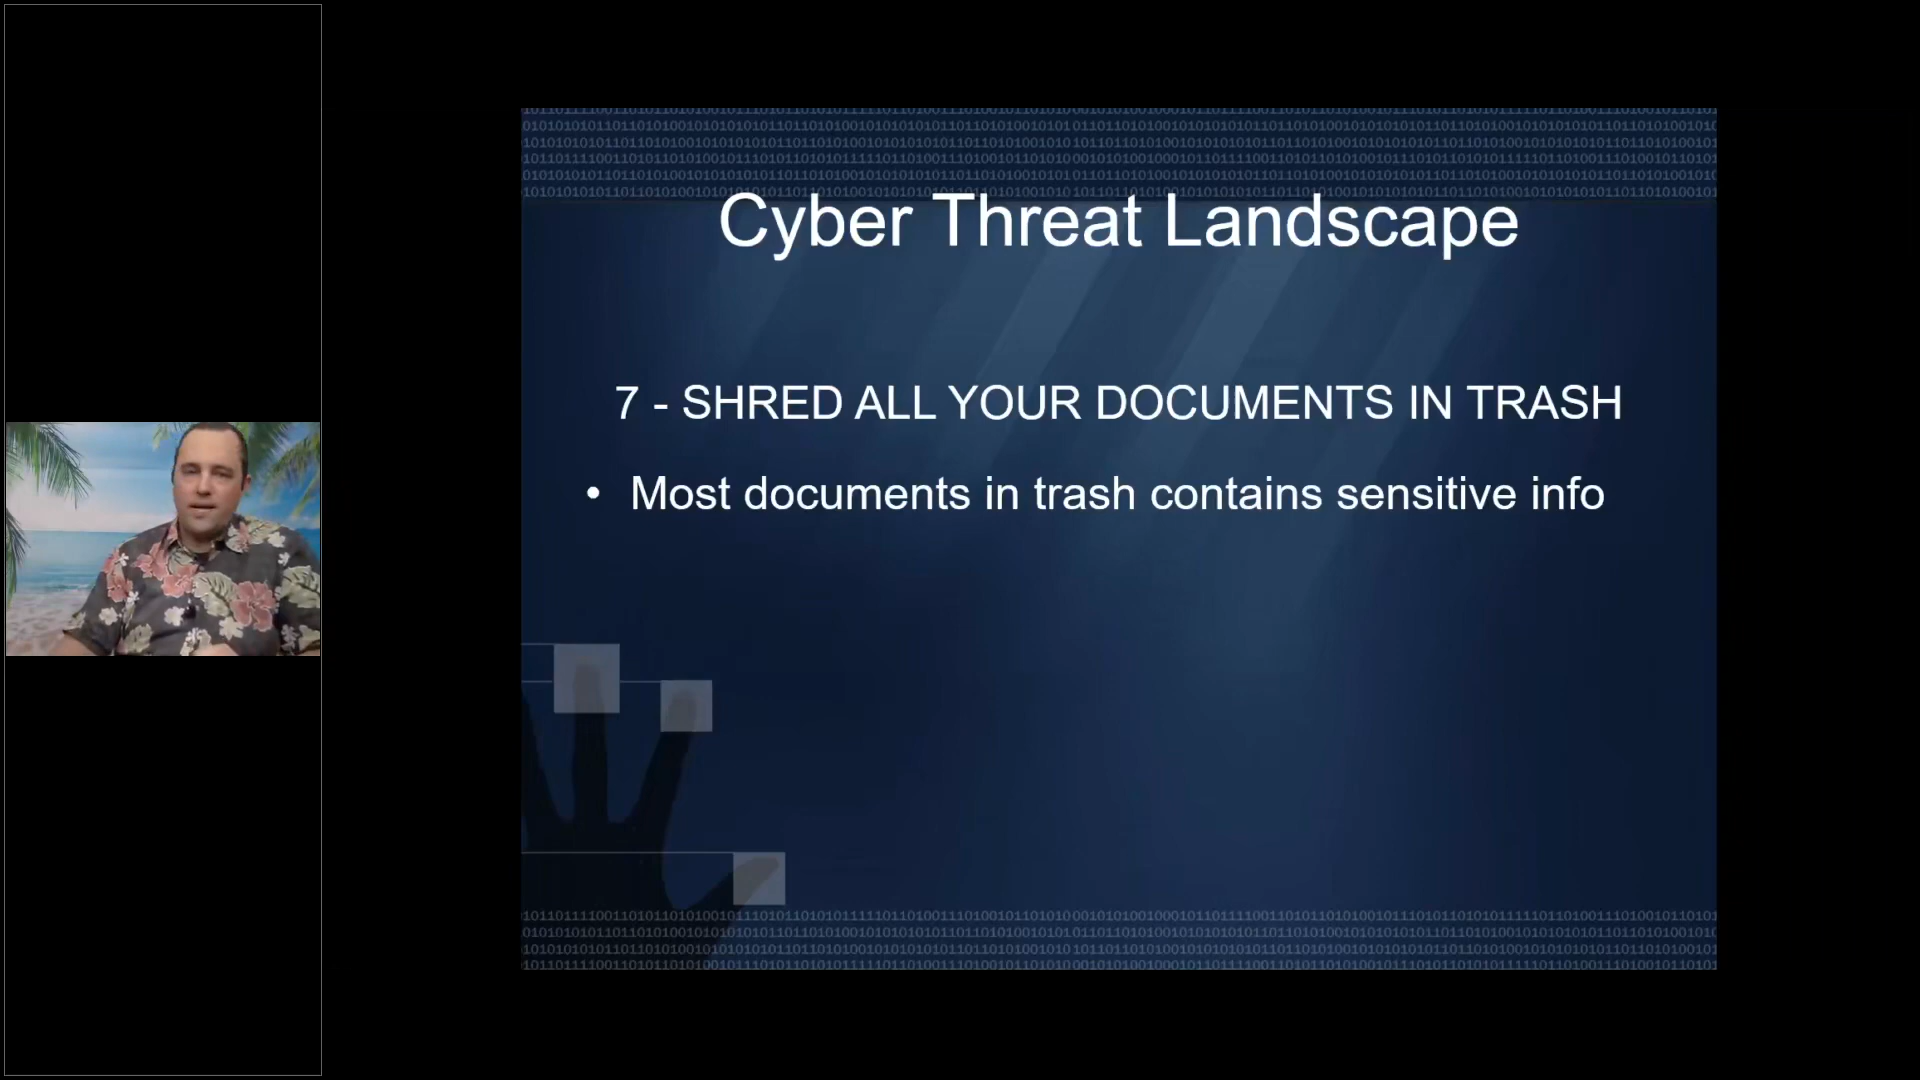 Cyber Threat Landscape
7 - SHRED ALL YOUR DOCUMENTS IN TRASH
• Most documents in trash contains sensitive info